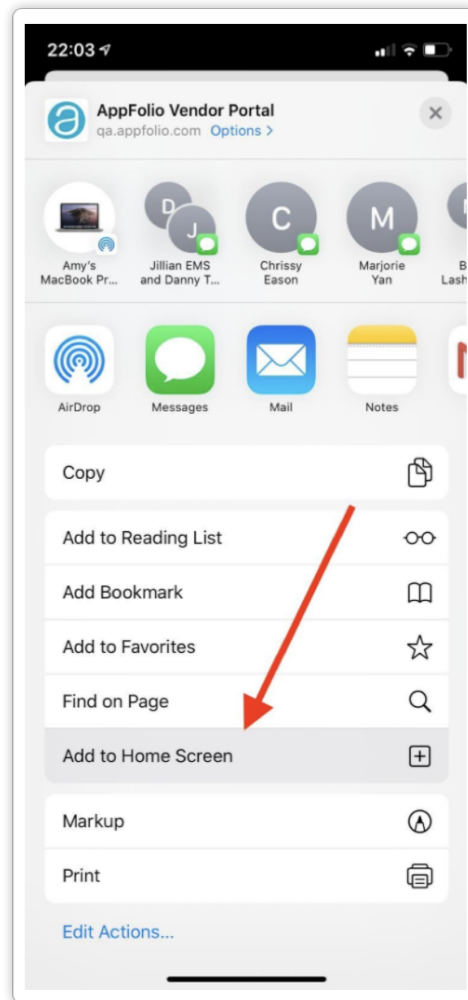 22:03
AppFolio Vendor Portal
qa.appfolio.com Options >
D
J
C
M
Amy's
MacBook Pr...
Jillian EMS
and Danny T...
Chrissy
Eason
Marjorie
Yan
B
Lash
AirDrop
Messages
Mail
Notes
Copy
Add to Reading List
Add Bookmark
Add to Favorites
Find on Page
Add to Home Screen
Markup
Print
Edit Actions...